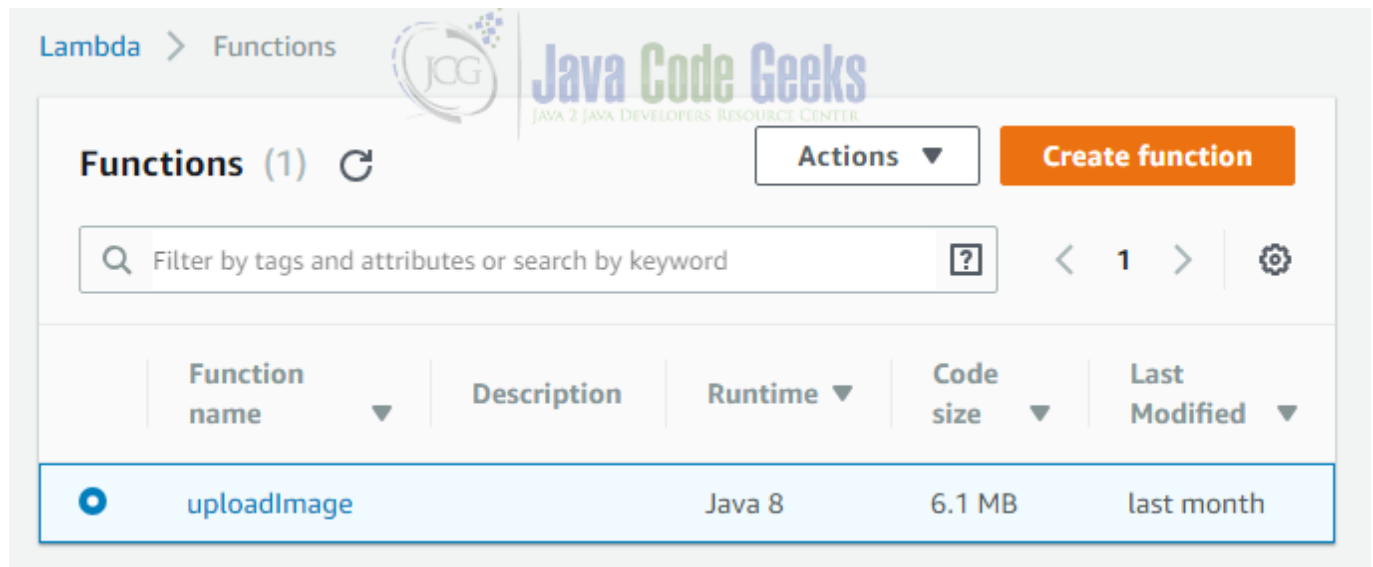 Lambda > Functions
JCG
Java Code Geeks
JAVA 2 JAVA DEVELOPERS RESOURCE CENTER
Functions (1)
Actions
Create function
Filter by tags and attributes or search by keyword
?
< 1 >
Function name
Description
Runtime
Code size
Last Modified
uploadImage
Java 8
6.1 MB
last month